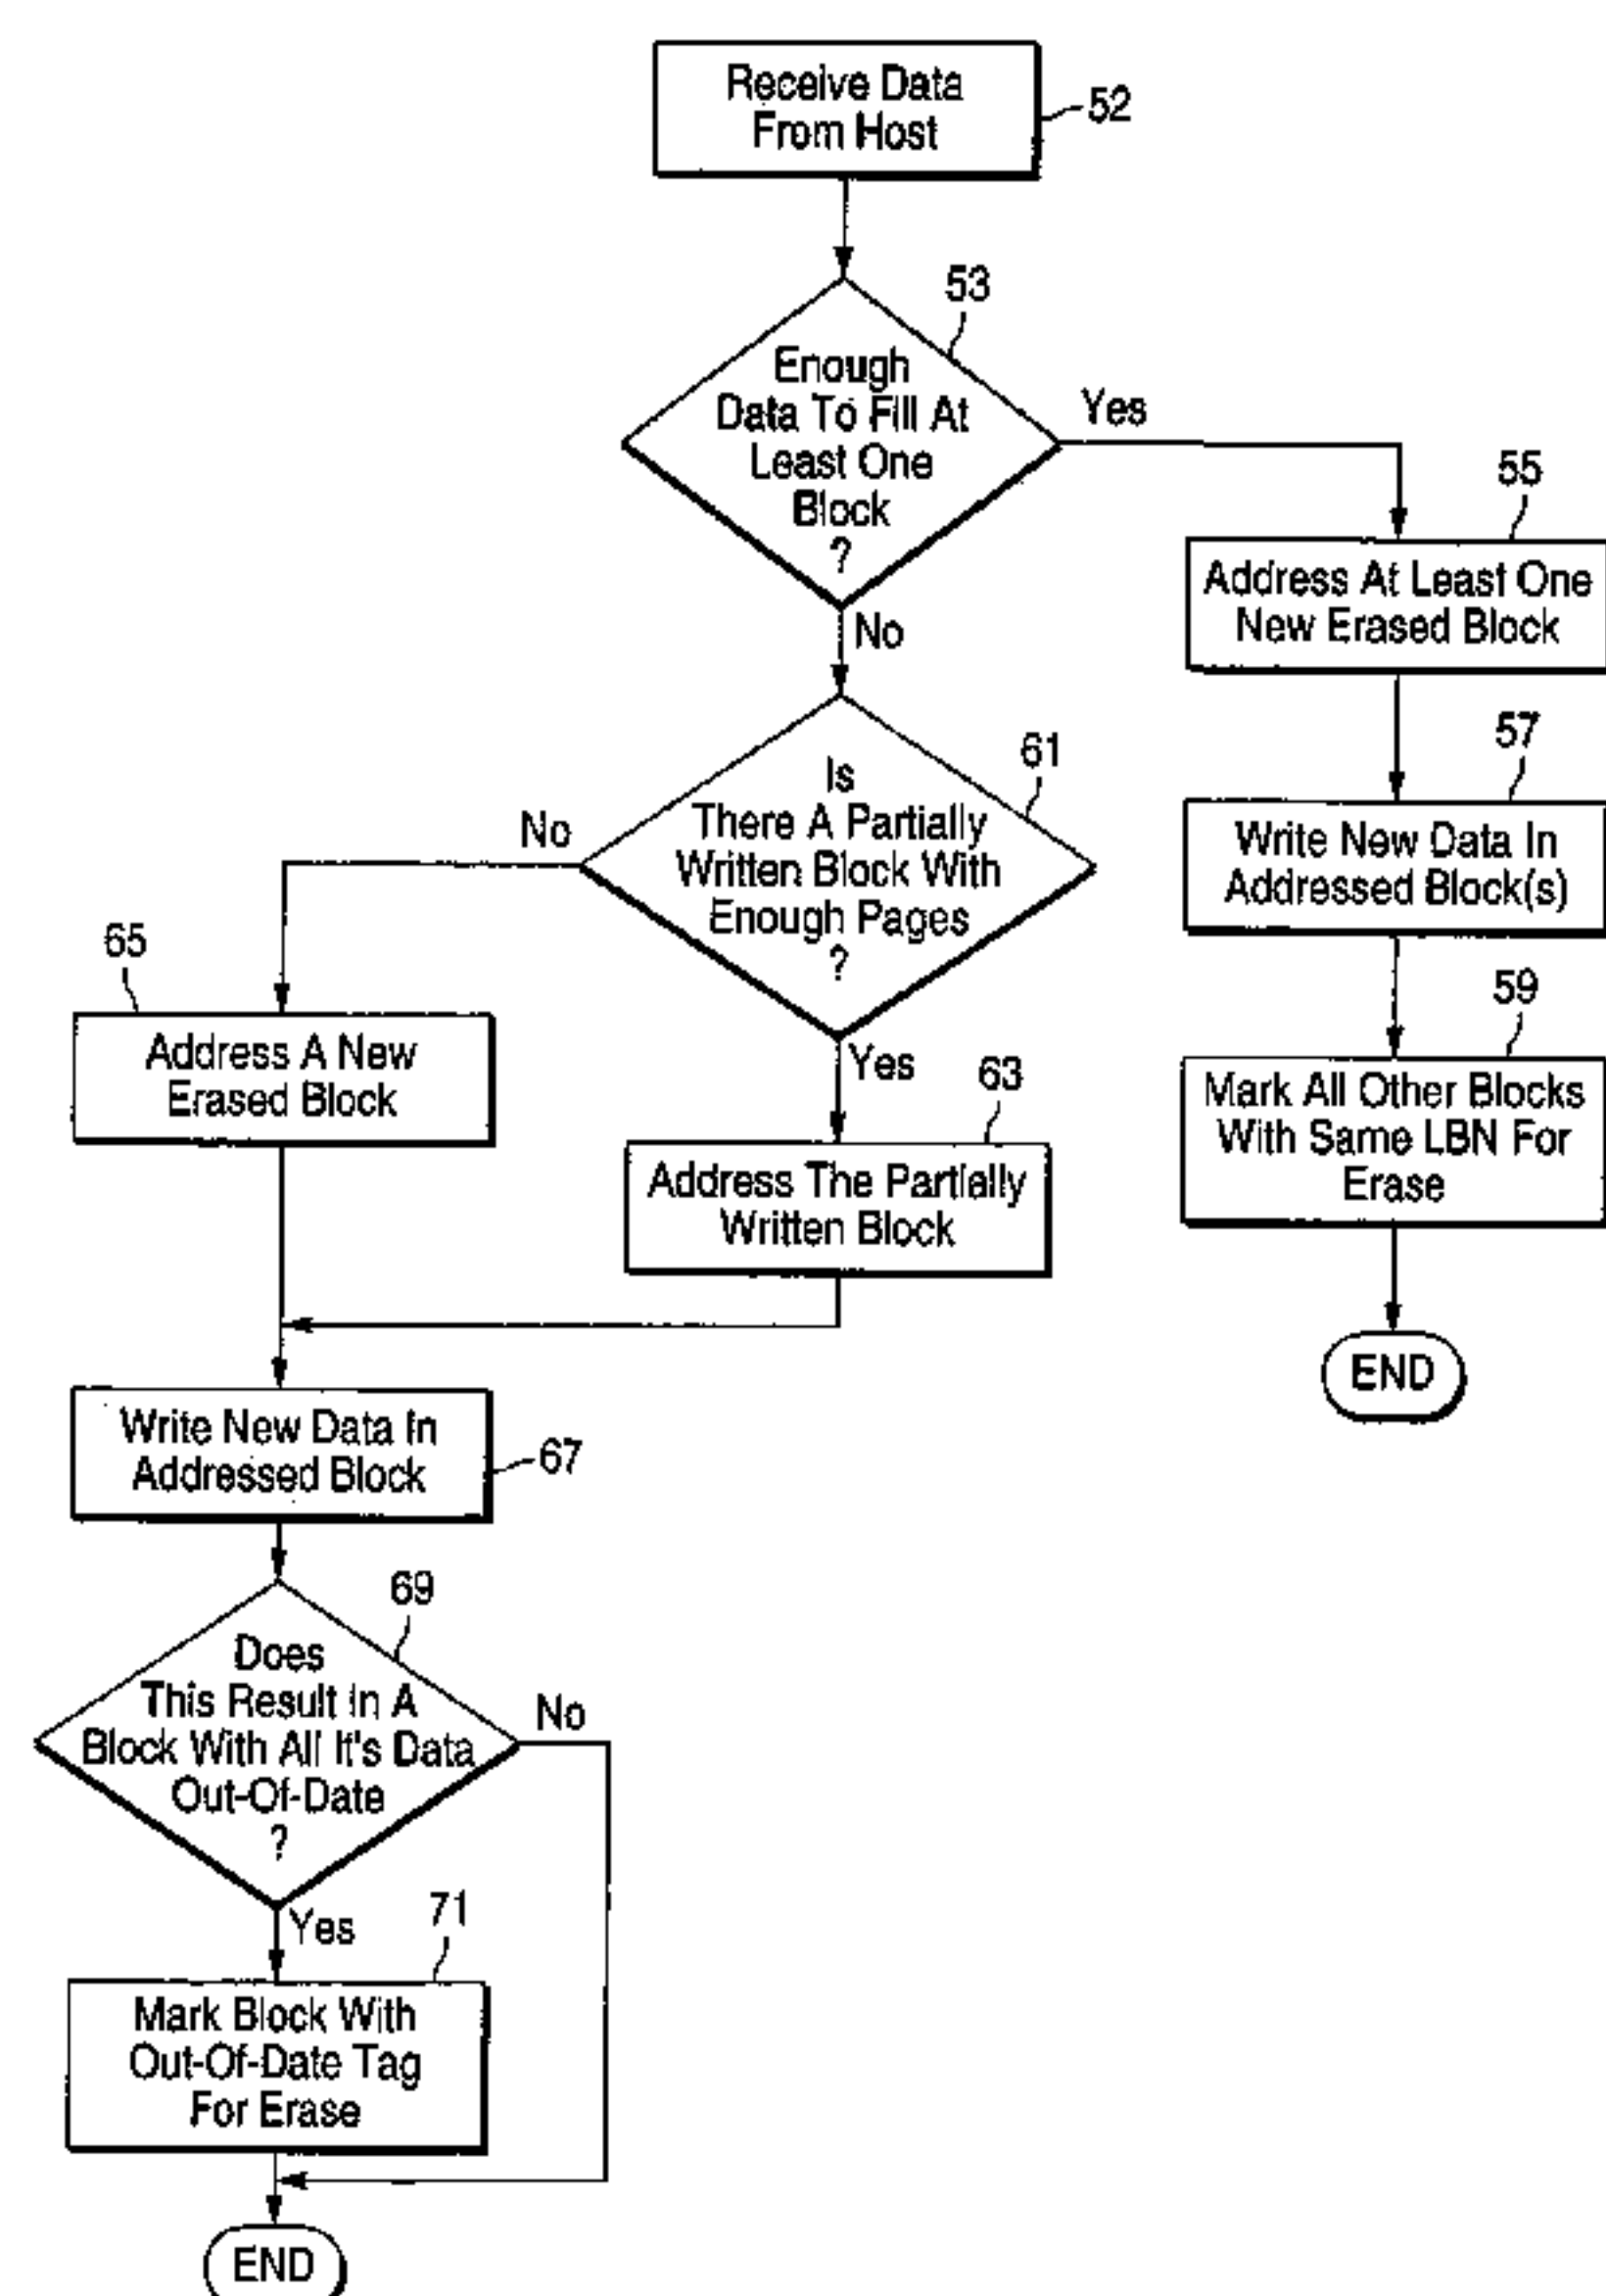 Receive Data
From Host
52
53
Enough
Data To Fill At
Least One
Block
?
Yes
No
55
Address At Least One
New Erased Block
57
Write New Data In
Addressed Block(s)
59
Mark All Other Blocks
With Same LBN For
Erase
END
61
Is
There A Partially
Written Block With
Enough Pages
?
No
Yes
65
Address A New
Erased Block
63
Address The Partially
Written Block
Write New Data In
Addressed Block
67
69
Does
This Result In A
Block With All It's Data
Out-Of-Date
?
No
Yes
71
Mark Block With
Out-Of-Date Tag
For Erase
END